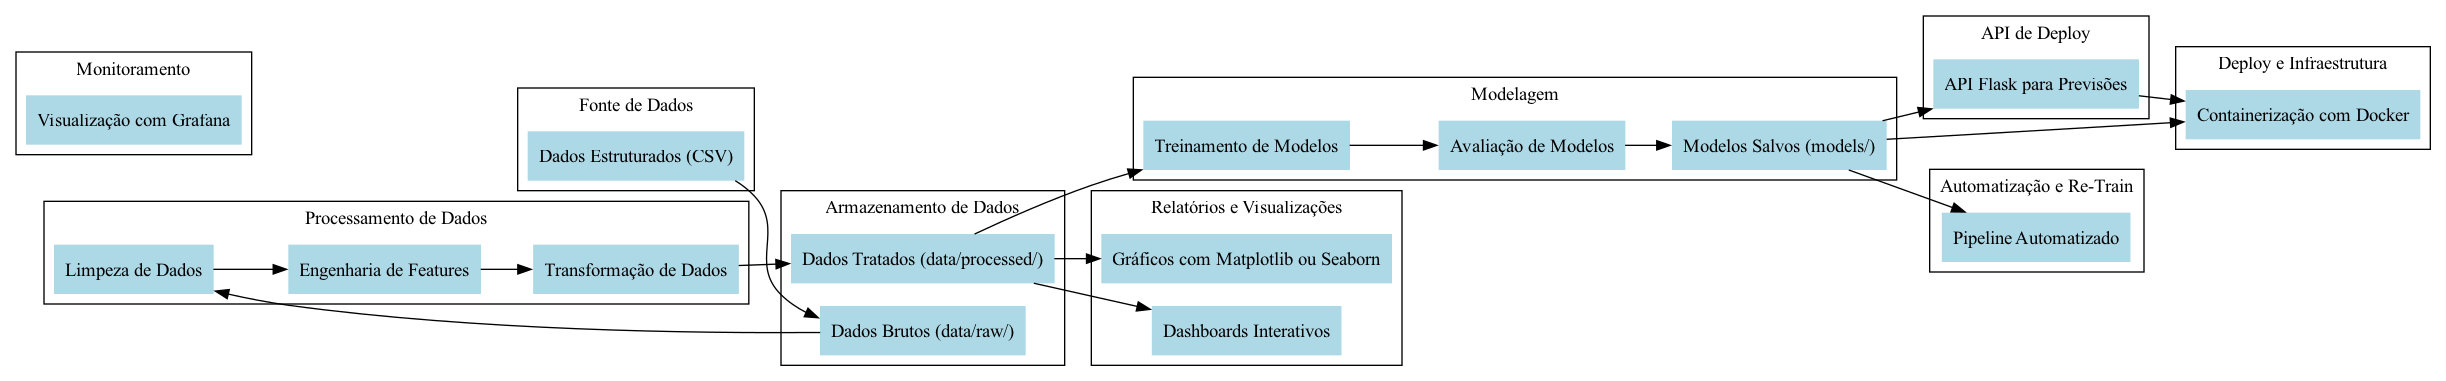 Monitoramento
Visualização com Grafana
Fonte de Dados
Dados Estruturados (CSV)
Processamento de Dados
Limpeza de Dados
Engenharia de Features
Transformação de Dados
Armazenamento de Dados
Dados Tratados (data/processed/)
Dados Brutos (data/raw/)
Relatórios e Visualizações
Gráficos com Matplotlib ou Seaborn
Dashboards Interativos
Modelagem
Treinamento de Modelos
Avaliação de Modelos
Modelos Salvos (models/)
API de Deploy
API Flask para Previsões
Deploy e Infraestrutura
Containerização com Docker
Automatização e Re-Train
Pipeline Automatizado